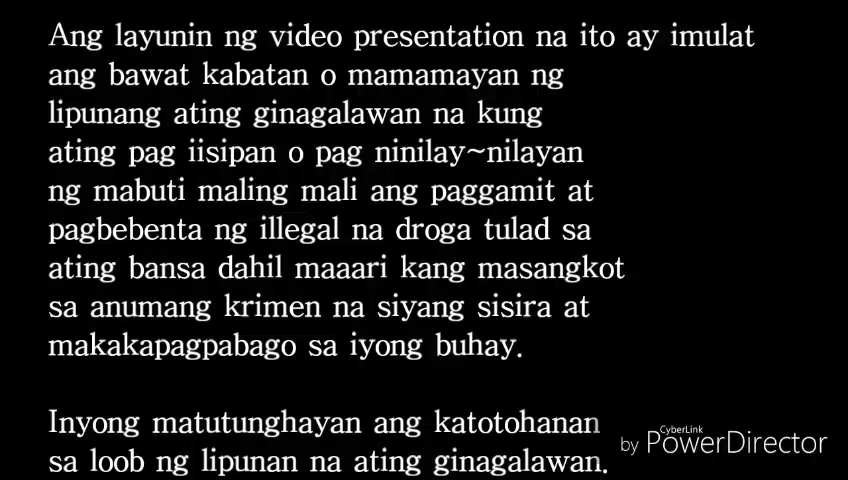 Ang layunin ng video presentation na ito ay imulat
ang bawat kabatan o mamamayan ng
lipunang ating ginagalawan na kung
ating pag iisipan o pag ninilay~nilayan
ng mabuti maling mali ang paggamit at
pagbebenta ng illegal na droga tulad sa
ating bansa dahil maaari kang masangkot
sa anumang krimen na siyang sisira at
makakapagpabago sa iyong buhay.
Inyong matutunghayan ang katotohanan
sa loob ng lipunan na ating ginagalawan.
CyberLink
by PowerDirector